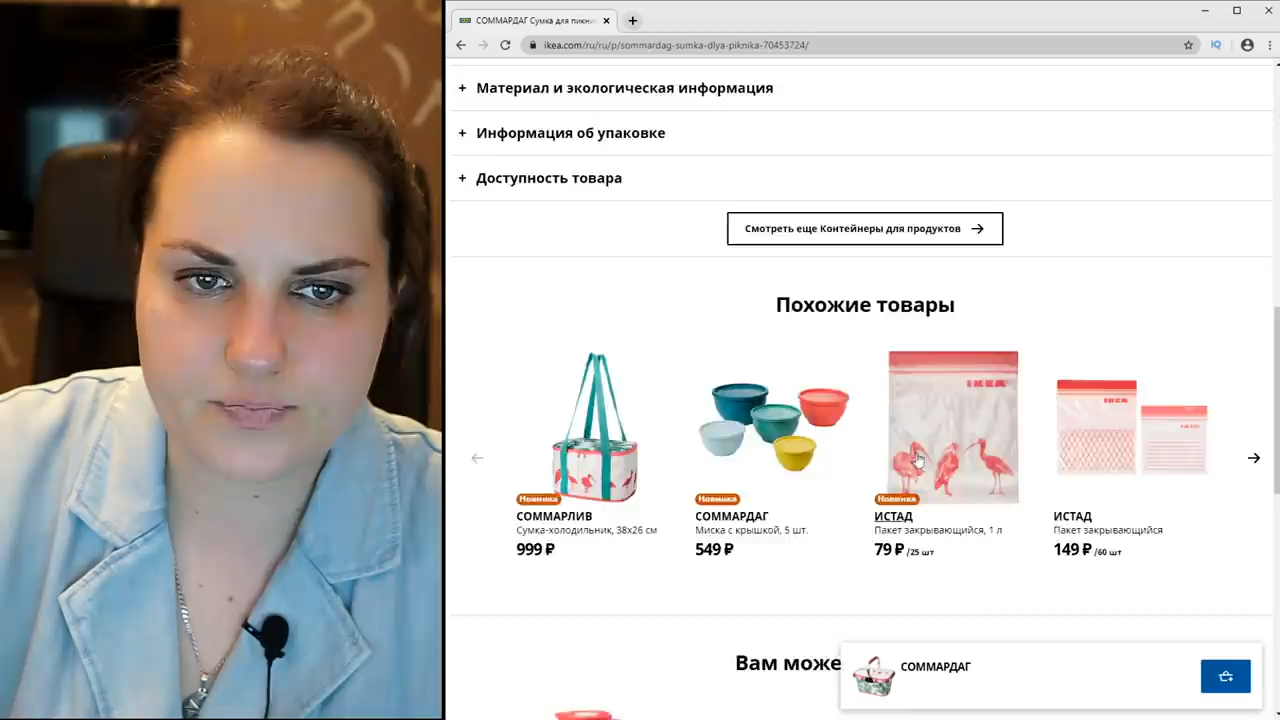 СОММАРДАГ Сумка для пикни
ikea.com/ru/ru/p/sommardag-sumka-dlya-piknika-70453724/
+ Материал и экологическая информация
+ Информация об упаковке
+ Доступность товара
Смотреть еще Контейнеры для продуктов
Похожие товары
IKEA
IKEA
IKEA
Новинка
СОММАРЛИВ
Сумка-холодильник, 38x26 см
999 ₽
Новинка
СОММАРДАГ
Миска с крышкой, 5 шт.
549 ₽
Новинка
ИСТАД
Пакет закрывающийся, 1 л
79 ₽ /25 шт
ИСТАД
Пакет закрывающийся
149 ₽ /60 шт
Вам може
СОММАРДАГ